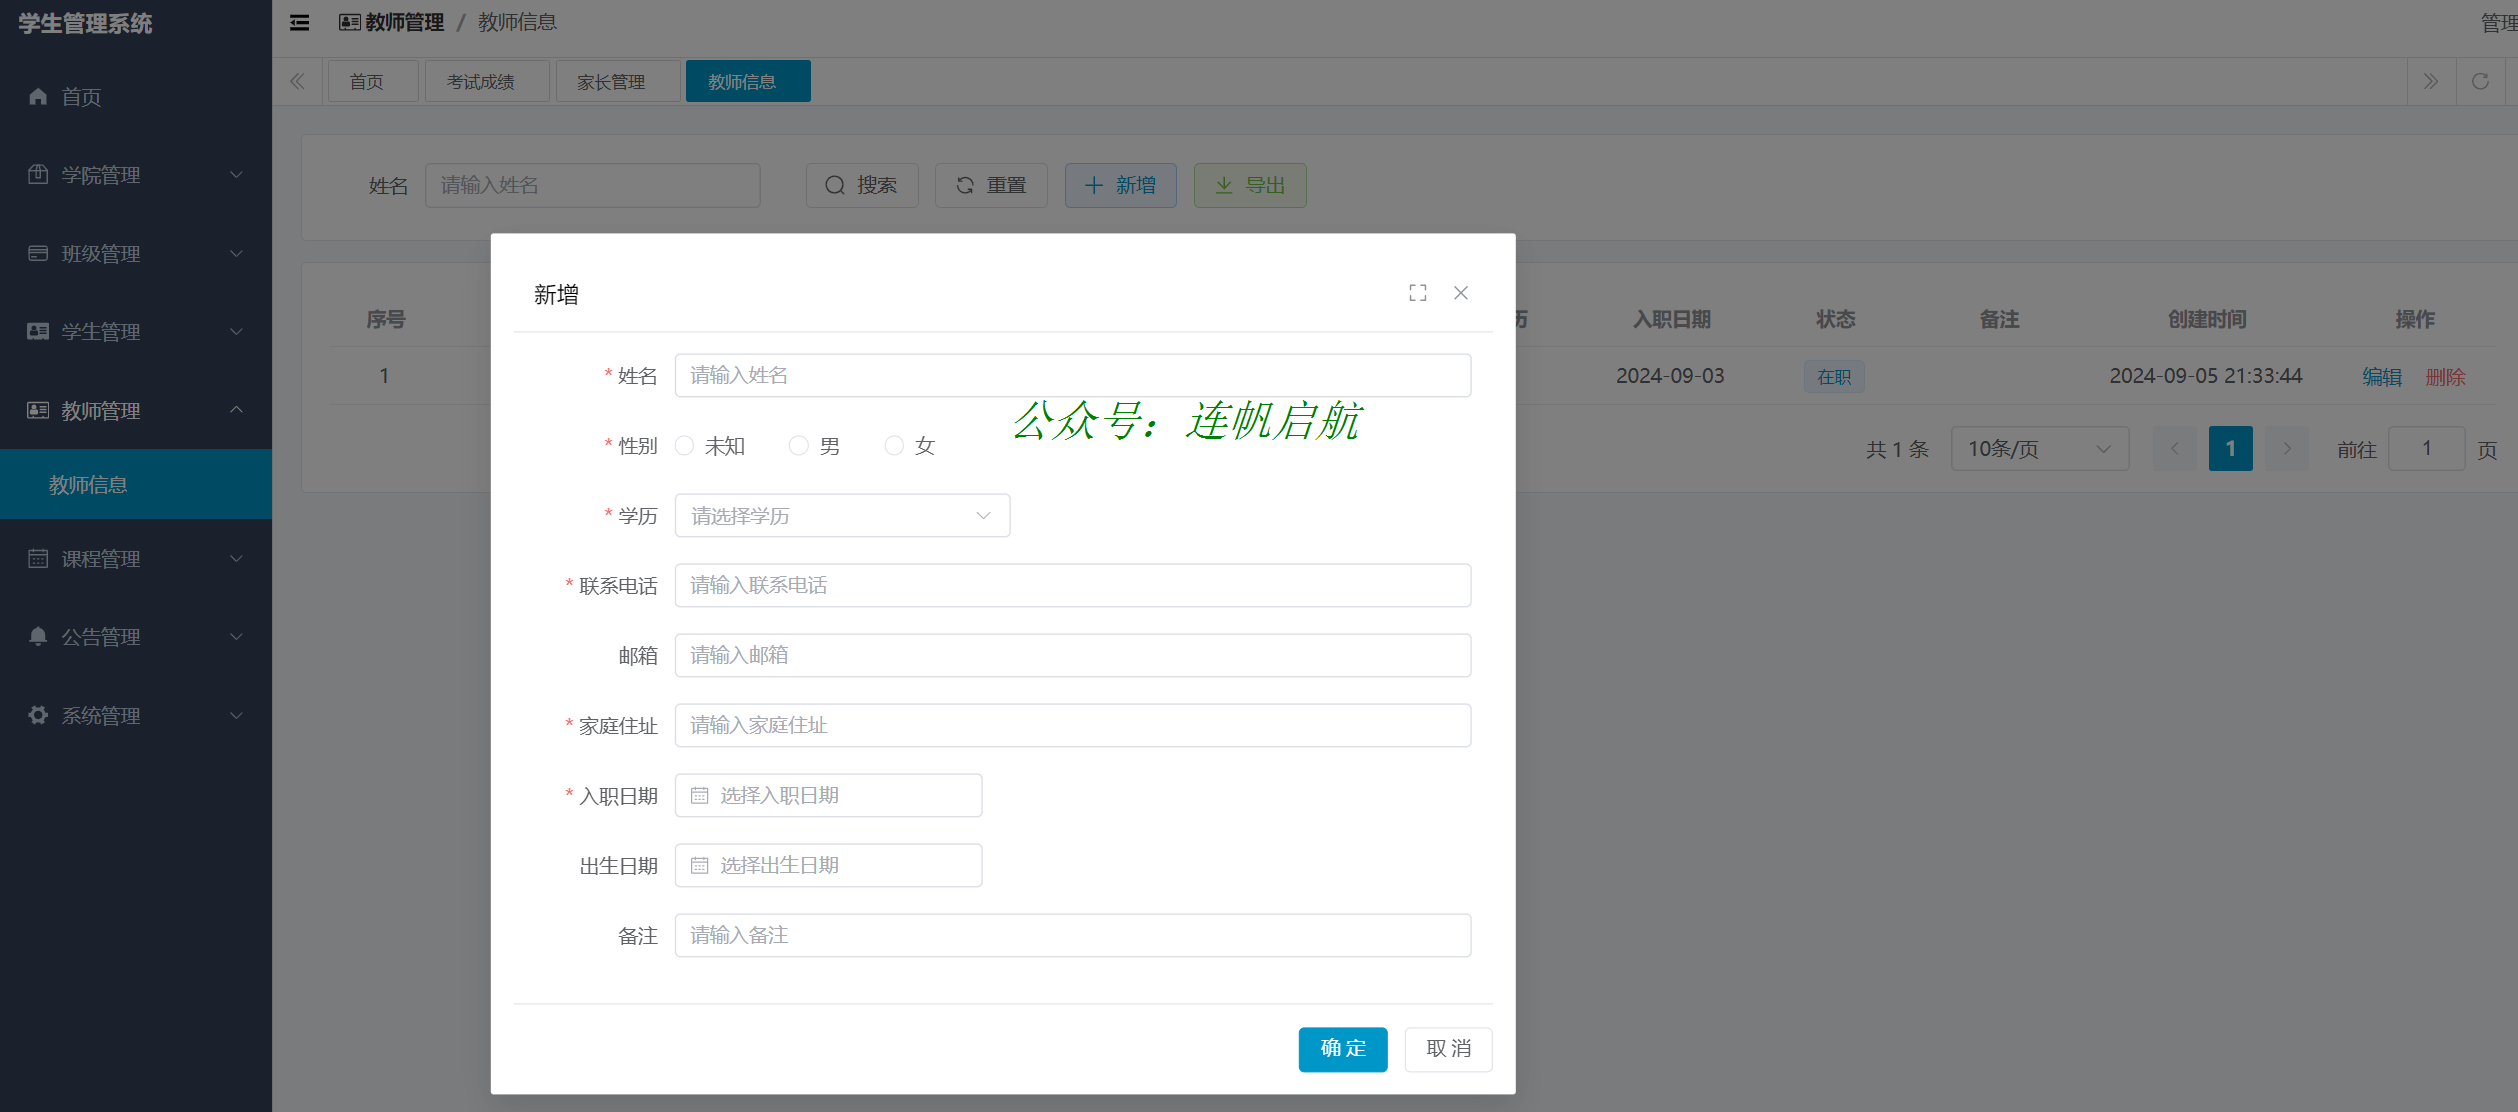 学生管理系统
首页
学院管理
班级管理
学生管理
教师管理
教师信息
课程管理
公告管理
系统管理
教师管理 / 教师信息
管理
首页 考试成绩 家长管理 教师信息
姓名 请输入姓名 搜索 重置 新增 导出
序号 历 入职日期 状态 备注 创建时间 操作
1 2024-09-03 在职 2024-09-05 21:33:44 编辑 删除
共 1 条 10条/页 1 前往 1 页
新增
* 姓名 请输入姓名
公众号：连帆启航
* 性别 未知 男 女
* 学历 请选择学历
* 联系电话 请输入联系电话
邮箱 请输入邮箱
* 家庭住址 请输入家庭住址
* 入职日期 选择入职日期
出生日期 选择出生日期
备注 请输入备注
确定 取消